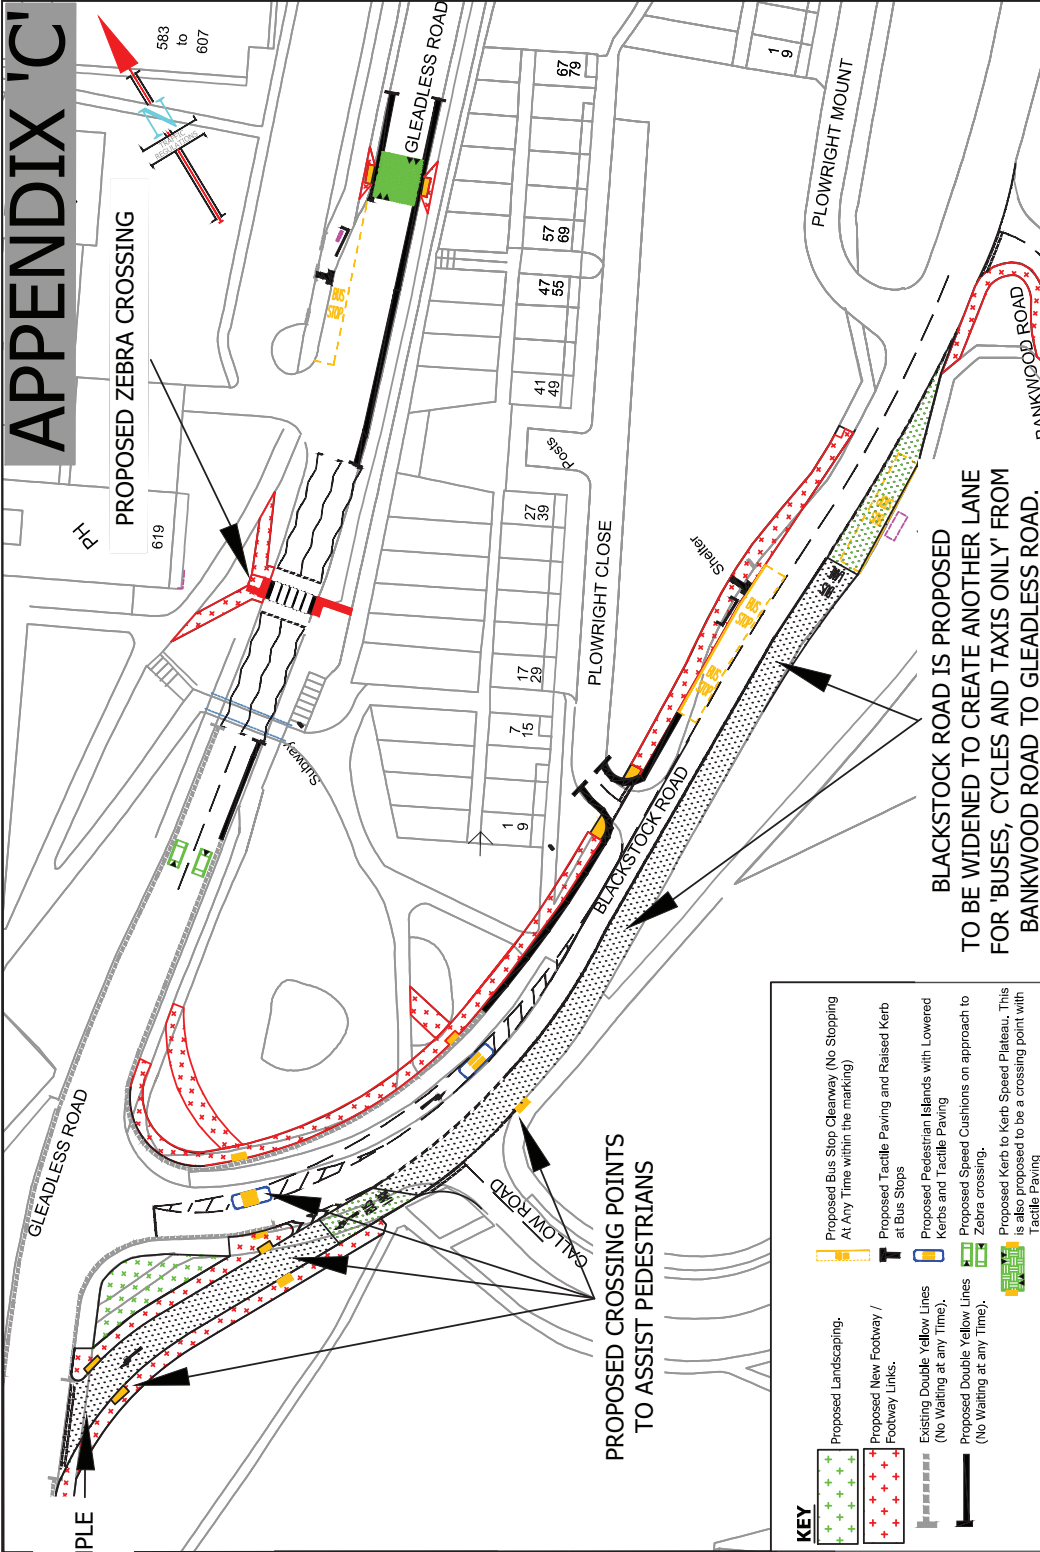 APPENDIX 'C'
583
to
607
N
TRAFFIC
REGULATIONS
PROPOSED ZEBRA CROSSING
GLEADLESS ROAD
PH
619
67
79
1
9
PLOWRIGHT MOUNT
57
69
47
55
41
49
Posts
27
39
PLOWRIGHT CLOSE
17
29
7
15
1
9
Subway
Shelter
BLACKSTOCK ROAD
BANKWOOD ROAD
GLEADLESS ROAD
GALLOW ROAD
BLACKSTOCK ROAD IS PROPOSED
TO BE WIDENED TO CREATE ANOTHER LANE
FOR 'BUSES, CYCLES AND TAXIS ONLY' FROM
BANKWOOD ROAD TO GLEADLESS ROAD.
PROPOSED CROSSING POINTS
TO ASSIST PEDESTRIANS
IPLE
KEY
Proposed Landscaping.
Proposed New Footway /
Footway Links.
Existing Double Yellow Lines
(No Waiting at any Time).
Proposed Double Yellow Lines
(No Waiting at any Time).
Proposed Bus Stop Clearway (No Stopping
At Any Time within the marking)
Proposed Tactile Paving and Raised Kerb
at Bus Stops
Proposed Pedestrian Islands with Lowered
Kerbs and Tactile Paving
Proposed Speed Cushions on approach to
Zebra crossing.
Proposed Kerb to Kerb Speed Plateau. This
is also proposed to be a crossing point with
Tactile Paving